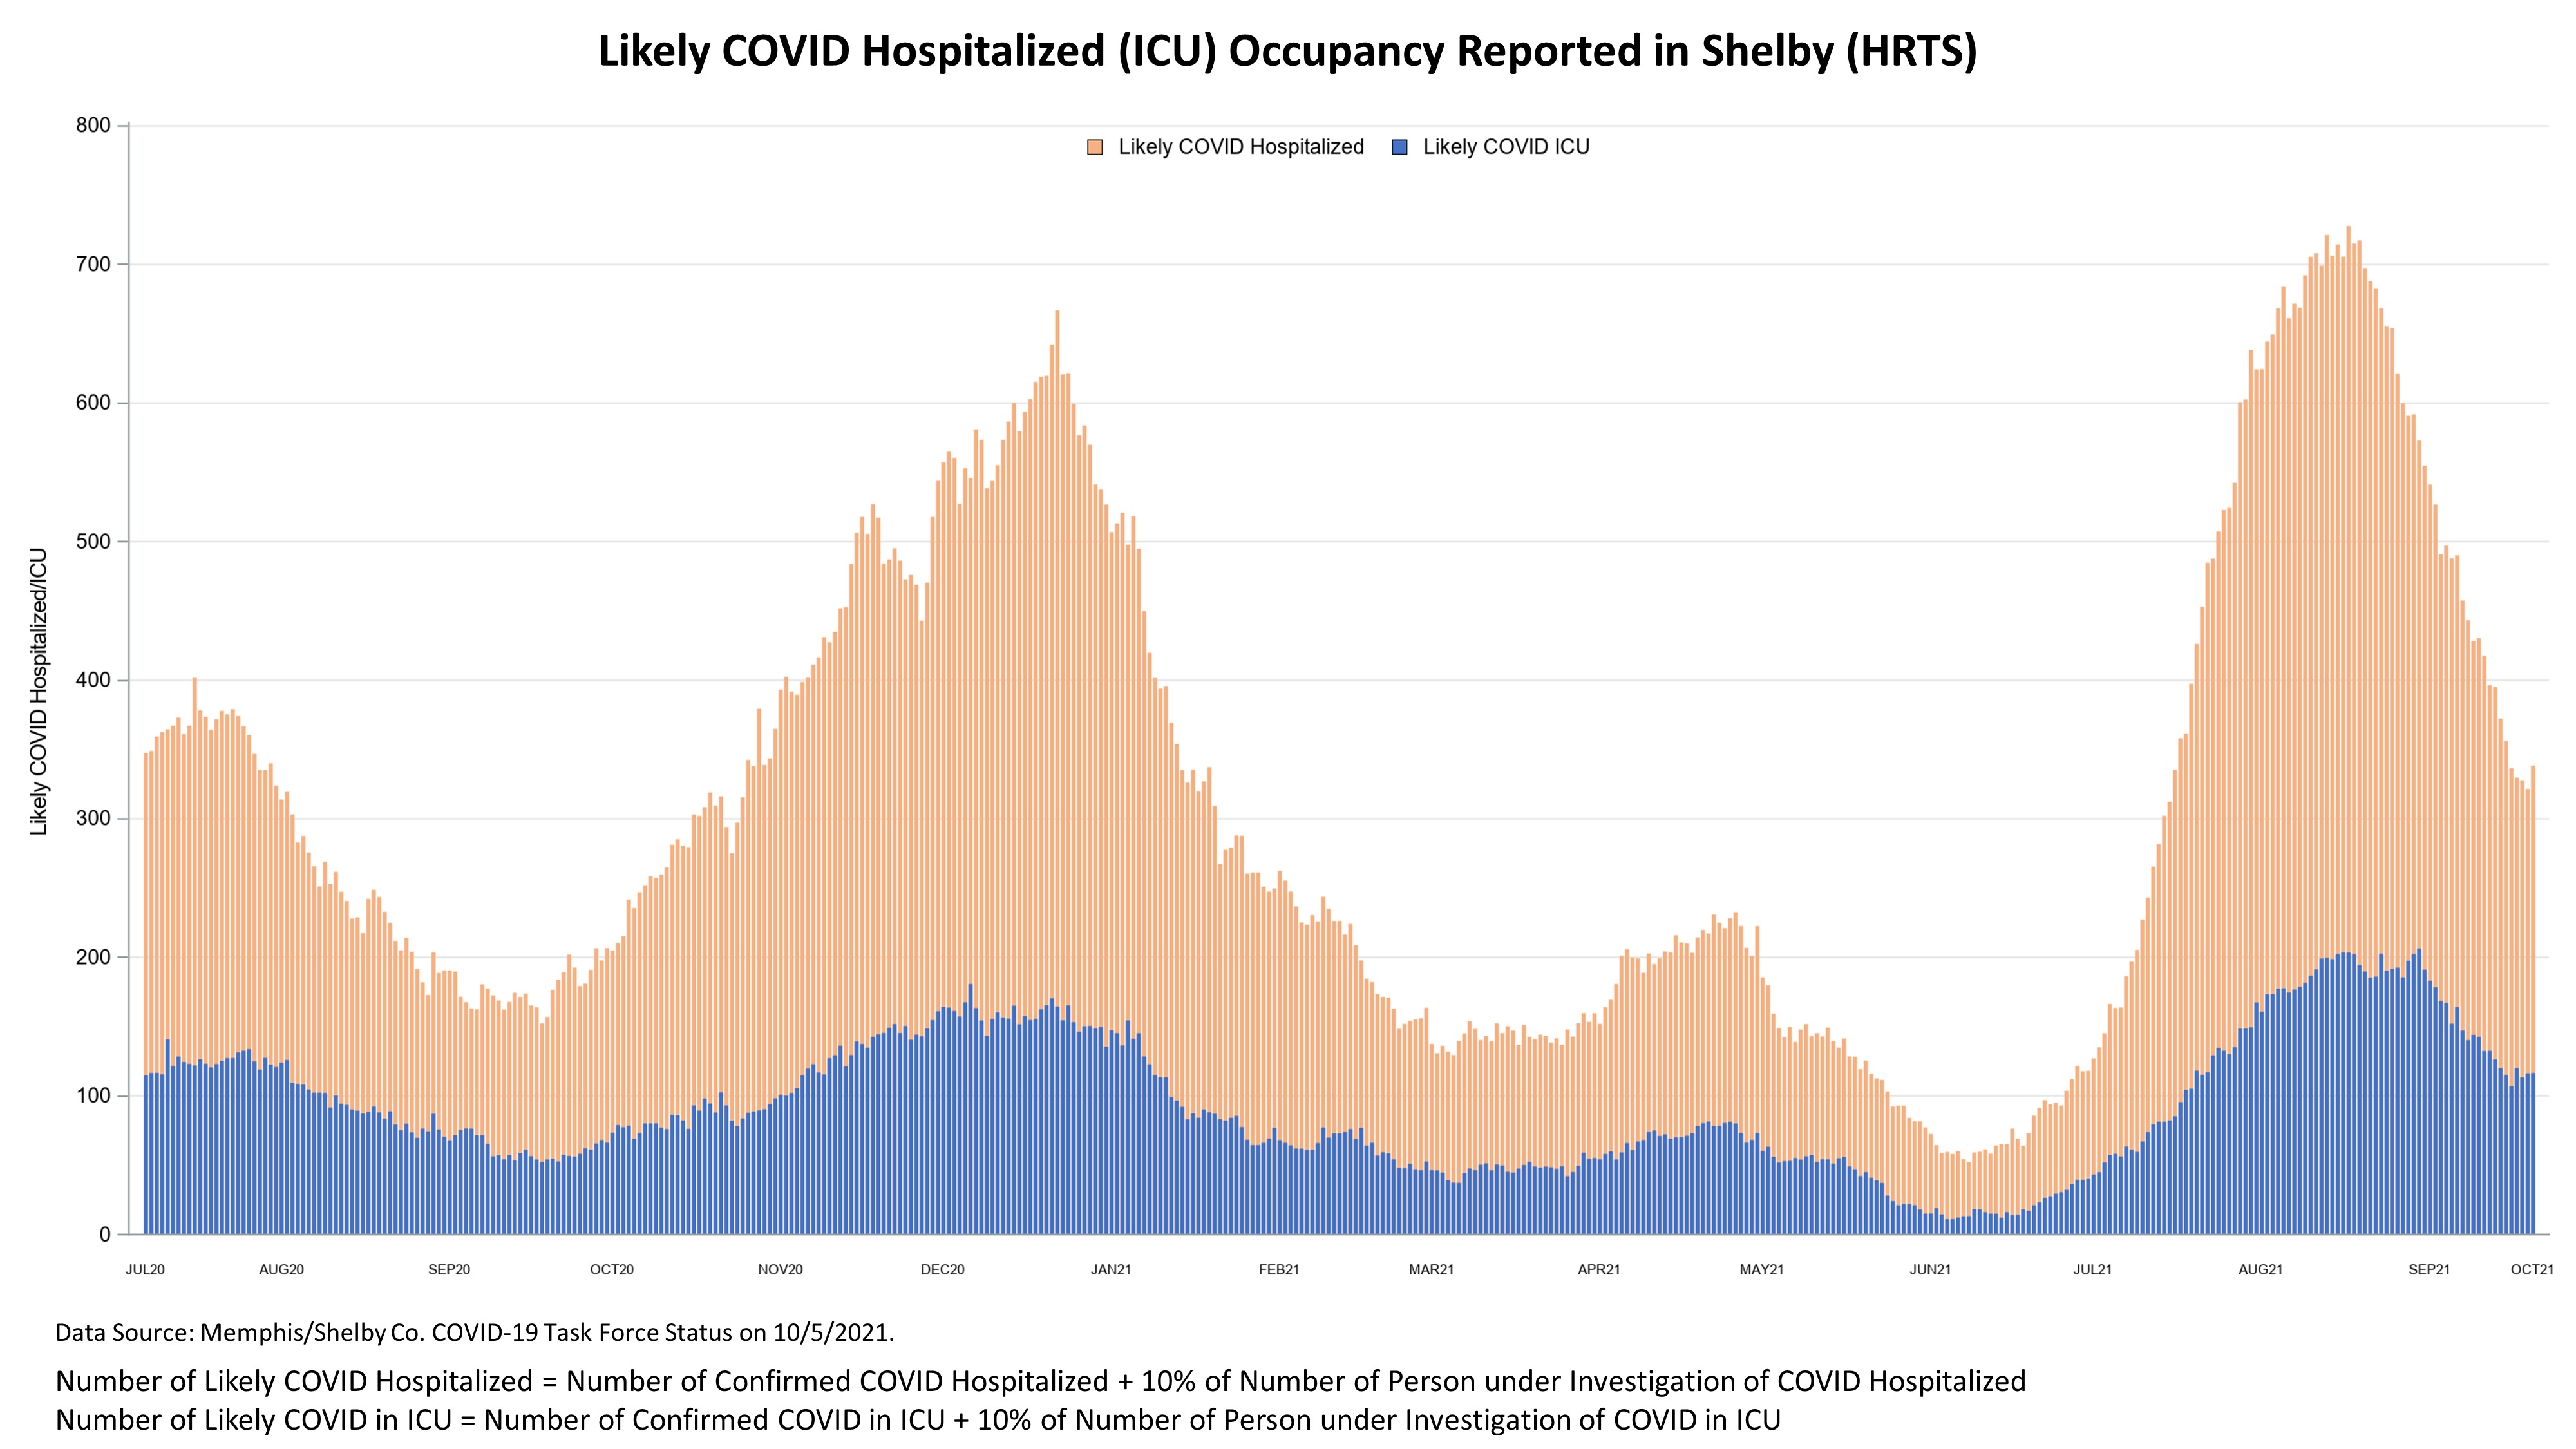 Likely COVID Hospitalized (ICU) Occupancy Reported in Shelby (HRTS)
Likely COVID Hospitalized
Likely COVID ICU
Likely COVID Hospitalized/ICU
800
700
600
500
400
300
200
100
0
JUL20 AUG20 SEP20 OCT20 NOV20 DEC20 JAN21 FEB21 MAR21 APR21 MAY21 JUN21 JUL21 AUG21 SEP21 OCT21
Data Source: Memphis/Shelby Co. COVID-19 Task Force Status on 10/5/2021.
Number of Likely COVID Hospitalized = Number of Confirmed COVID Hospitalized + 10% of Number of Person under Investigation of COVID Hospitalized
Number of Likely COVID in ICU = Number of Confirmed COVID in ICU + 10% of Number of Person under Investigation of COVID in ICU